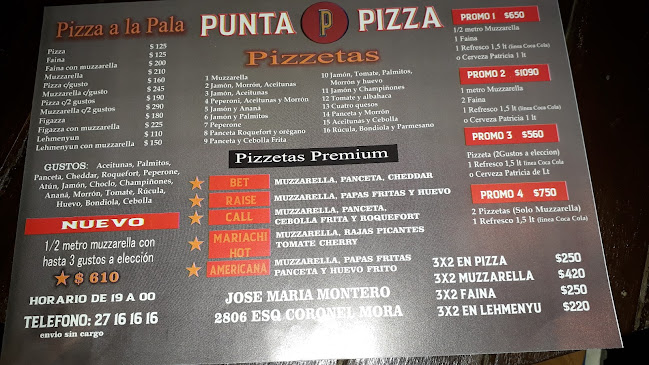 Pizza a la Pala
Pizza $ 125
Faina $ 125
Faina con muzzarella $ 200
Muzzarella $ 210
Pizza c/gusto $ 160
Muzzarella c/gusto $ 245
Pizza c/2 gustos $ 190
Muzzarella c/2 gustos $ 290
Figazza $ 180
Figazza con muzzarella $ 225
Lehmenyun $ 110
Lehmenyun con muzzarella $ 150
GUSTOS: Aceitunas, Palmitos,
Panceta, Cheddar, Roquefort, Peperone,
Atún, Jamón, Choclo, Champiñones,
Ananá, Morrón, Tomate, Rúcula,
Huevo, Bondiola, Cebolla
NUEVO
1/2 metro muzzarella con
hasta 3 gustos a elección
$ 610
HORARIO DE 19 A 00
TELEFONO: 27 16 16 16
envio sin cargo
PUNTA P PIZZA
Pizzetas
1 Muzzarella
2 Jamón, Morrón, Aceitunas
3 Jamón, Aceitunas
4 Peperoni, Aceitunas y Morrón
5 Jamón y Ananá
6 Jamón y Palmitos
7 Peperone
8 Panceta Roquefort y orégano
9 Panceta y Cebolla Frita
10 Jamón, Tomate, Palmitos,
Morrón y huevo
11 Jamón y Champiñones
12 Tomate y albahaca
13 Cuatro quesos
14 Panceta y Morrón
15 Aceitunas y Cebolla
16 Rúcula, Bondiola y Parmesano
Pizzetas Premium
BET MUZZARELLA, PANCETA, CHEDDAR
RAISE MUZZARELLA, PAPAS FRITAS Y HUEVO
CALL MUZZARELLA, PANCETA,
CEBOLLA FRITA Y ROQUEFORT
MARIACHI HOT MUZZARELLA, RAJAS PICANTES
TOMATE CHERRY
AMERICANA MUZZARELLA, PAPAS FRITAS
PANCETA Y HUEVO FRITO
JOSE MARIA MONTERO
2806 ESQ CORONEL MORA
PROMO 1 $650
1/2 metro Muzzarella
1 Faina
1 Refresco 1,5 lt (linea Coca Cola)
o Cerveza Patricia 1 lt
PROMO 2 $1090
1 metro Muzzarella
2 Faina
1 Refresco 1,5 lt (linea Coca Cola)
o Cerveza Patricia 1 lt
PROMO 3 $560
Pizzeta (2Gustos a eleccion)
1 Refresco 1,5 lt (linea Coca Cola)
o Cerveza Patricia de Lt
PROMO 4 $750
2 Pizzetas (Solo Muzzarella)
1 Refresco 1,5 lt (linea Coca Cola)
3X2 EN PIZZA $250
3X2 MUZZARELLA $420
3X2 FAINA $250
3X2 EN LEHMENYU $220